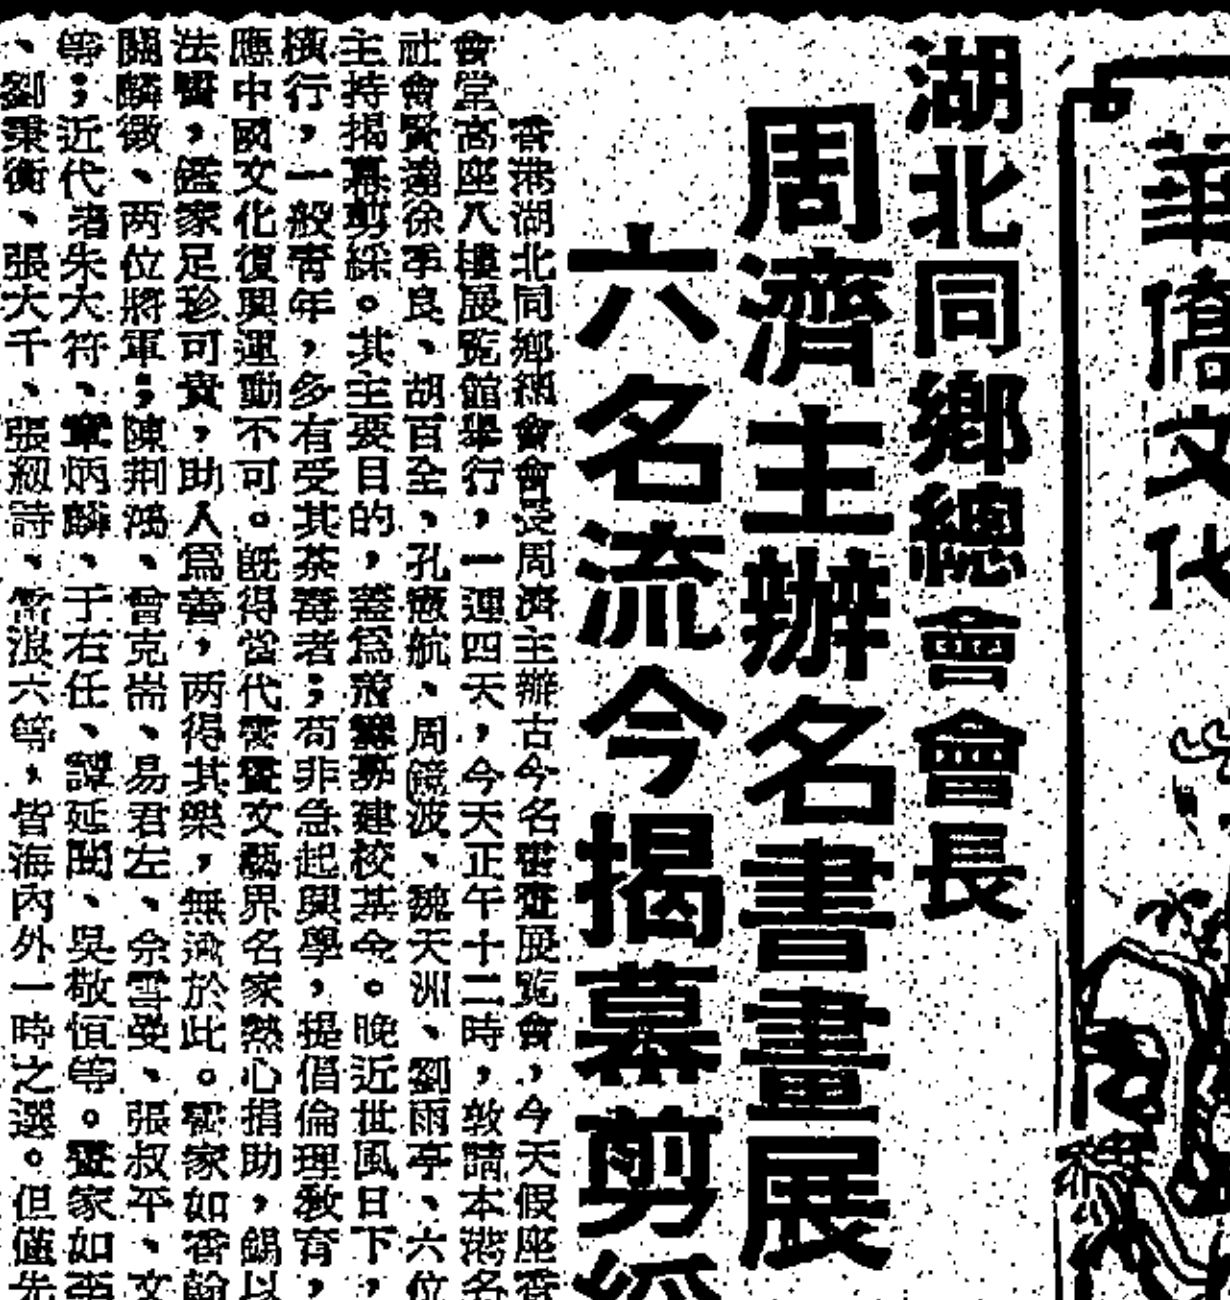 華僑文化
湖北同鄉總會會長
周濟主辦名書畫展
六名流今揭幕剪綵
香港湖北同鄉總會會長周濟主辦古今名書畫展覽會，今天假座香
會堂高座八樓展覽館舉行，一連四天，今天正午十二時，敦請本港名
社會賢達徐季良、胡百全、孔憲航、周鏡波、魏天洲、劉雨亭、六位
主持揭幕剪綵。其主要目的，蓋為籌募建校基金。晚近世風日下，
橫行，一般青年，多有受其荼毒者；苟非急起興學，提倡倫理教育，
應中國文化復興運動不可。既得當代書畫文藝界名家熱心捐助，錫以
法書，鑑家足珍可寶，助人為善，两得其樂，無逾於此。書家如翰
關麟徵、两位將軍；陳荆鴻、曾克耑、易君左、佘雪曼、張叔平、文
等；近代者朱大符、章炳麟、于右任、譚延闓、吳敬恒等。畫家如
、劉秉衡、張大千、張紉詩、浪六等，皆海內外一時之選。但僅先